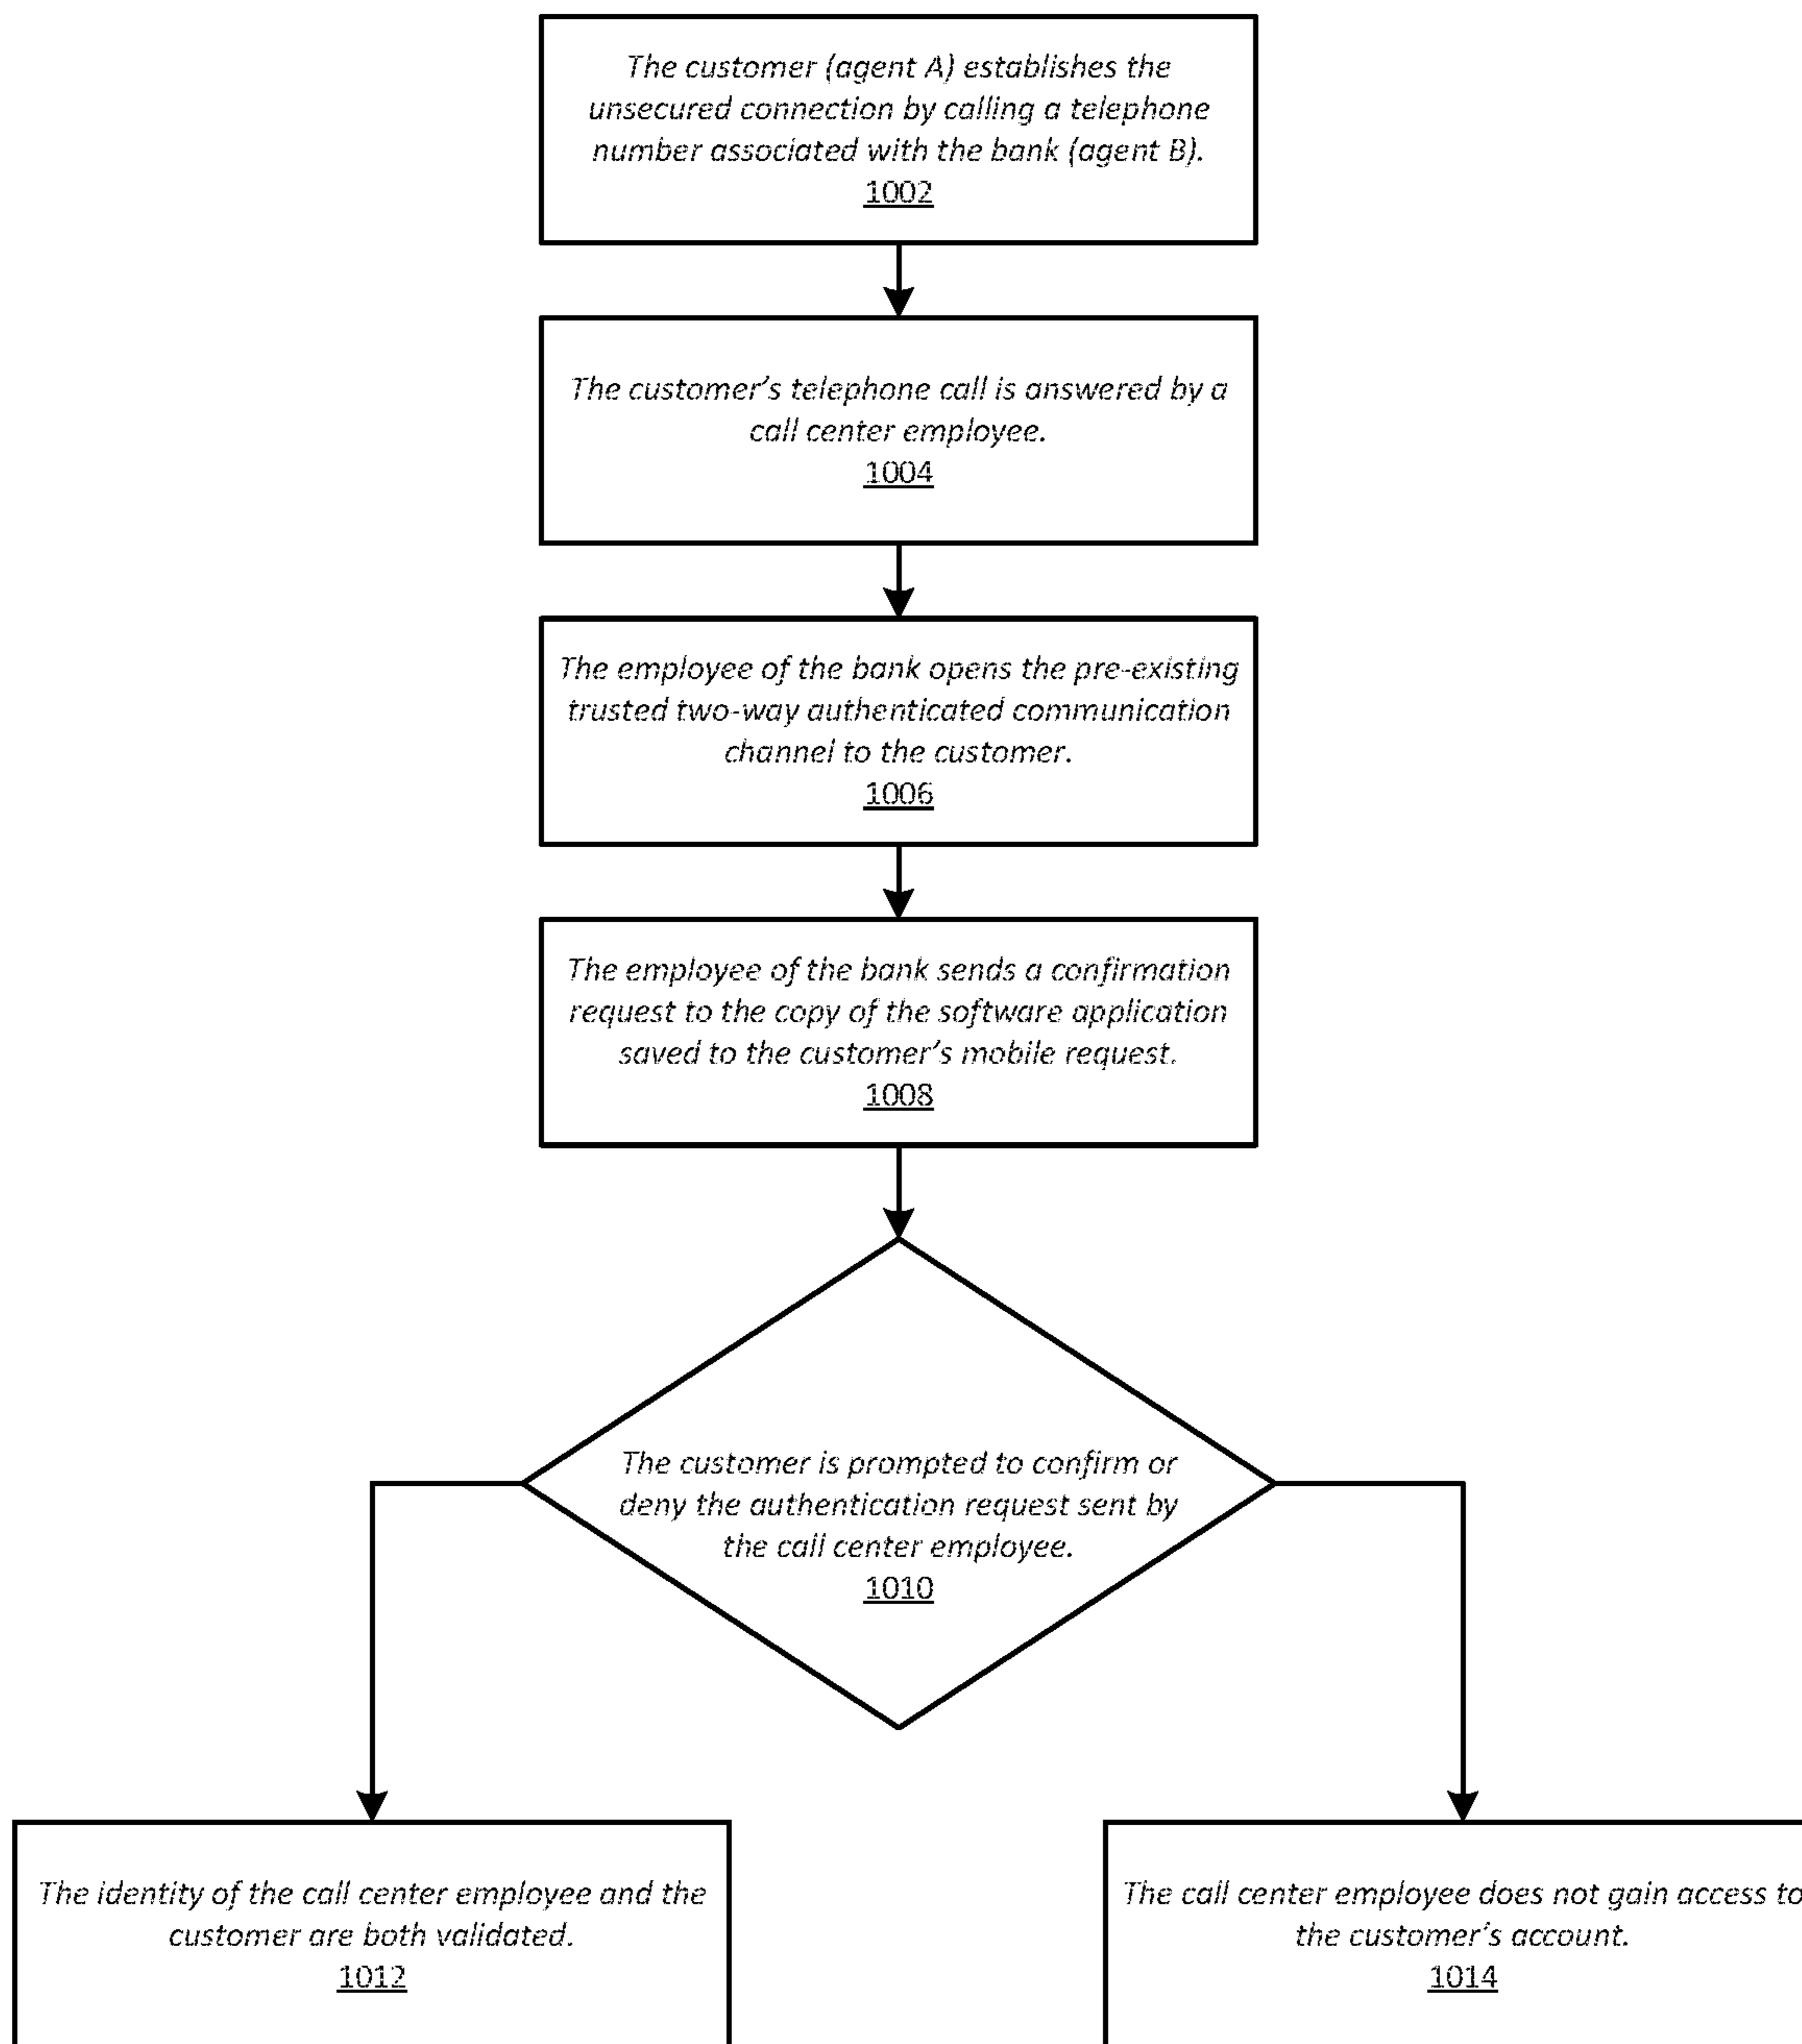 The customer (agent A) establishes the
unsecured connection by calling a telephone
number associated with the bank (agent B).
1002
The customer's telephone call is answered by a
call center employee.
1004
The employee of the bank opens the pre-existing
trusted two-way authenticated communication
channel to the customer.
1006
The employee of the bank sends a confirmation
request to the copy of the software application
saved to the customer's mobile request.
1008
The customer is prompted to confirm or
deny the authentication request sent by
the call center employee.
1010
The identity of the call center employee and the
customer are both validated.
1012
The call center employee does not gain access to
the customer's account.
1014